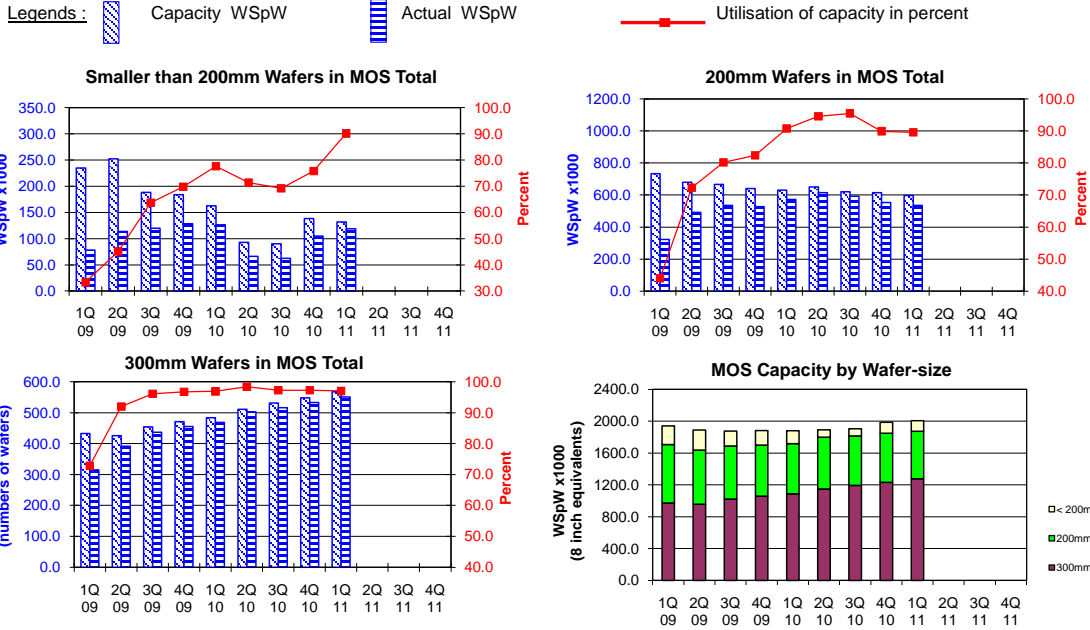 Legends : Capacity WSpW Actual WSpW Utilisation of capacity in percent
Smaller than 200mm Wafers in MOS Total
WSpW x1000
350.0
300.0
250.0
200.0
150.0
100.0
50.0
0.0
100.0
90.0
80.0
70.0
60.0
50.0
40.0
30.0
Percent
1Q 2Q 3Q 4Q 1Q 2Q 3Q 4Q 1Q 2Q 3Q 4Q
09 09 09 09 10 10 10 10 11 11 11 11
200mm Wafers in MOS Total
WSpW x1000
1200.0
1000.0
800.0
600.0
400.0
200.0
0.0
100.0
90.0
80.0
70.0
60.0
50.0
40.0
Percent
1Q 2Q 3Q 4Q 1Q 2Q 3Q 4Q 1Q 2Q 3Q 4Q
09 09 09 09 10 10 10 10 11 11 11 11
300mm Wafers in MOS Total
(numbers of wafers)
600.0
500.0
400.0
300.0
200.0
100.0
0.0
100.0
90.0
80.0
70.0
60.0
50.0
40.0
Percent
1Q 2Q 3Q 4Q 1Q 2Q 3Q 4Q 1Q 2Q 3Q 4Q
09 09 09 09 10 10 10 10 11 11 11 11
MOS Capacity by Wafer-size
WSpW x1000
(8 inch equivalents)
2400.0
2000.0
1600.0
1200.0
800.0
400.0
0.0
1Q 2Q 3Q 4Q 1Q 2Q 3Q 4Q 1Q 2Q 3Q 4Q
09 09 09 09 10 10 10 10 11 11 11 11
< 200m
200mm
300mm